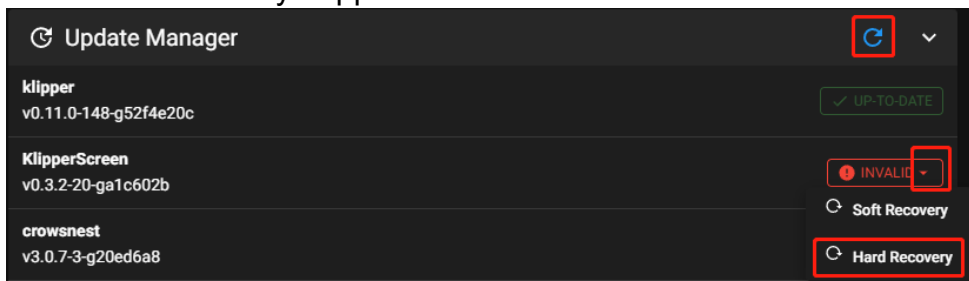 Update Manager
klipper
v0.11.0-148-g52f4e20c
UP-TO-DATE
KlipperScreen
v0.3.2-20-ga1c602b
INVALID
Soft Recovery
crowsnest
v3.0.7-3-g20ed6a8
Hard Recovery